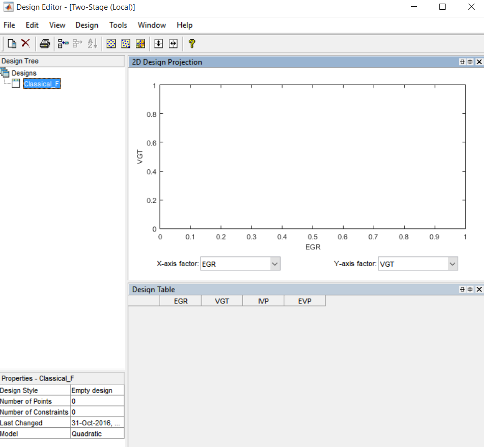 Design Editor - [Two-Stage (Local)]
File Edit View Design Tools Window Help
Design Tree
Designs
Classical_F
2D Design Projection
1
0.8
0.6
0.4
0.2
0
VGT
0 0.1 0.2 0.3 0.4 0.5 0.6 0.7 0.8 0.9 1
EGR
X-axis factor: EGR
Y-axis factor: VGT
Design Table
EGR VGT IVP EVP
Properties - Classical_F
Design Style Empty design
Number of Points 0
Number of Constraints 0
Last Changed 31-Oct-2016, ...
Model Quadratic